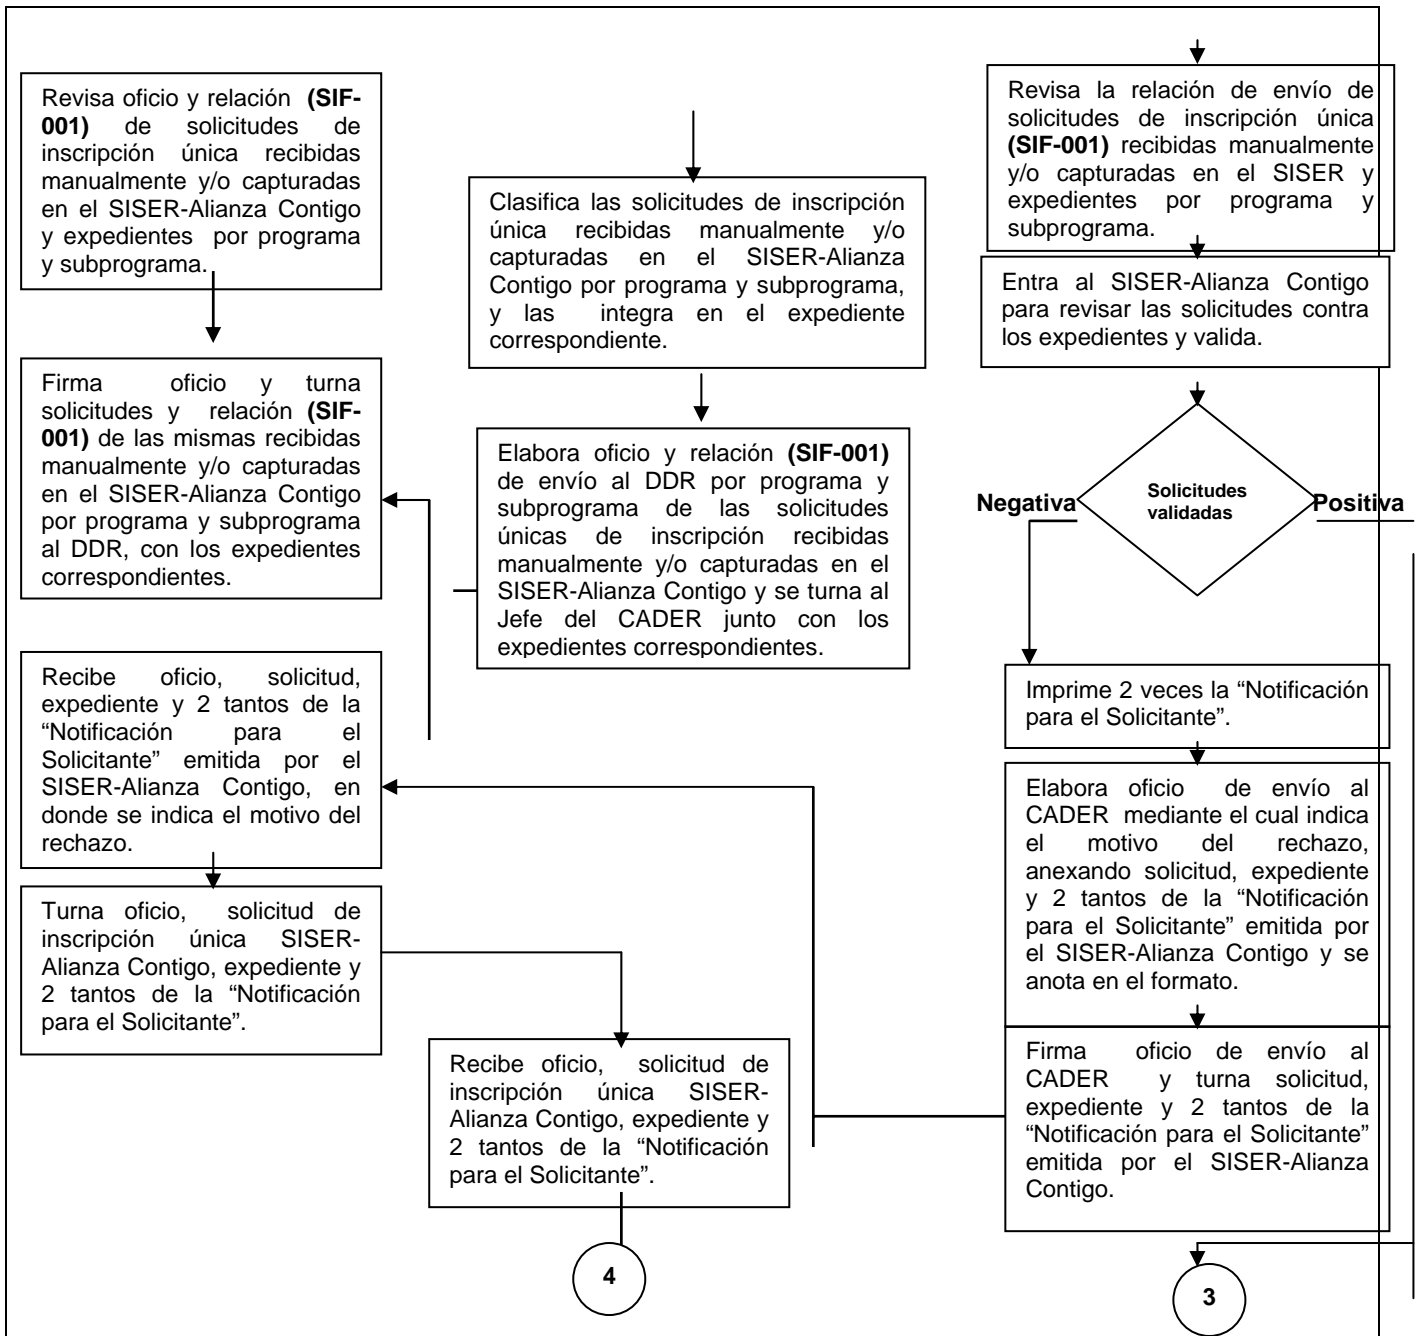 Revisa oficio y relación (SIF-
001) de solicitudes de
inscripción única recibidas
manualmente y/o capturadas
en el SISER-Alianza Contigo
y expedientes por programa
y subprograma.
Firma oficio y turna
solicitudes y relación (SIF-
001) de las mismas recibidas
manualmente y/o capturadas
en el SISER-Alianza Contigo
por programa y subprograma
al DDR, con los expedientes
correspondientes.
Recibe oficio, solicitud,
expediente y 2 tantos de la
“Notificación para el
Solicitante” emitida por el
SISER-Alianza Contigo, en
donde se indica el motivo del
rechazo.
Turna oficio, solicitud de
inscripción única SISER-
Alianza Contigo, expediente y
2 tantos de la “Notificación
para el Solicitante”.
Clasifica las solicitudes de inscripción
única recibidas manualmente y/o
capturadas en el SISER-Alianza
Contigo por programa y subprograma,
y las integra en el expediente
correspondiente.
Elabora oficio y relación (SIF-001)
de envío al DDR por programa y
subprograma de las solicitudes
únicas de inscripción recibidas
manualmente y/o capturadas en el
SISER-Alianza Contigo y se turna al
Jefe del CADER junto con los
expedientes correspondientes.
Recibe oficio, solicitud de
inscripción única SISER-
Alianza Contigo, expediente y
2 tantos de la “Notificación
para el Solicitante”.
4
Revisa la relación de envío de
solicitudes de inscripción única
(SIF-001) recibidas manualmente
y/o capturadas en el SISER y
expedientes por programa y
subprograma.
Entra al SISER-Alianza Contigo
para revisar las solicitudes contra
los expedientes y valida.
Negativa
Solicitudes
validadas
Positiva
Imprime 2 veces la “Notificación
para el Solicitante”.
Elabora oficio de envío al
CADER mediante el cual indica
el motivo del rechazo,
anexando solicitud, expediente
y 2 tantos de la “Notificación
para el Solicitante” emitida por
el SISER-Alianza Contigo y se
anota en el formato.
Firma oficio de envío al
CADER y turna solicitud,
expediente y 2 tantos de la
“Notificación para el Solicitante”
emitida por el SISER-Alianza
Contigo.
3